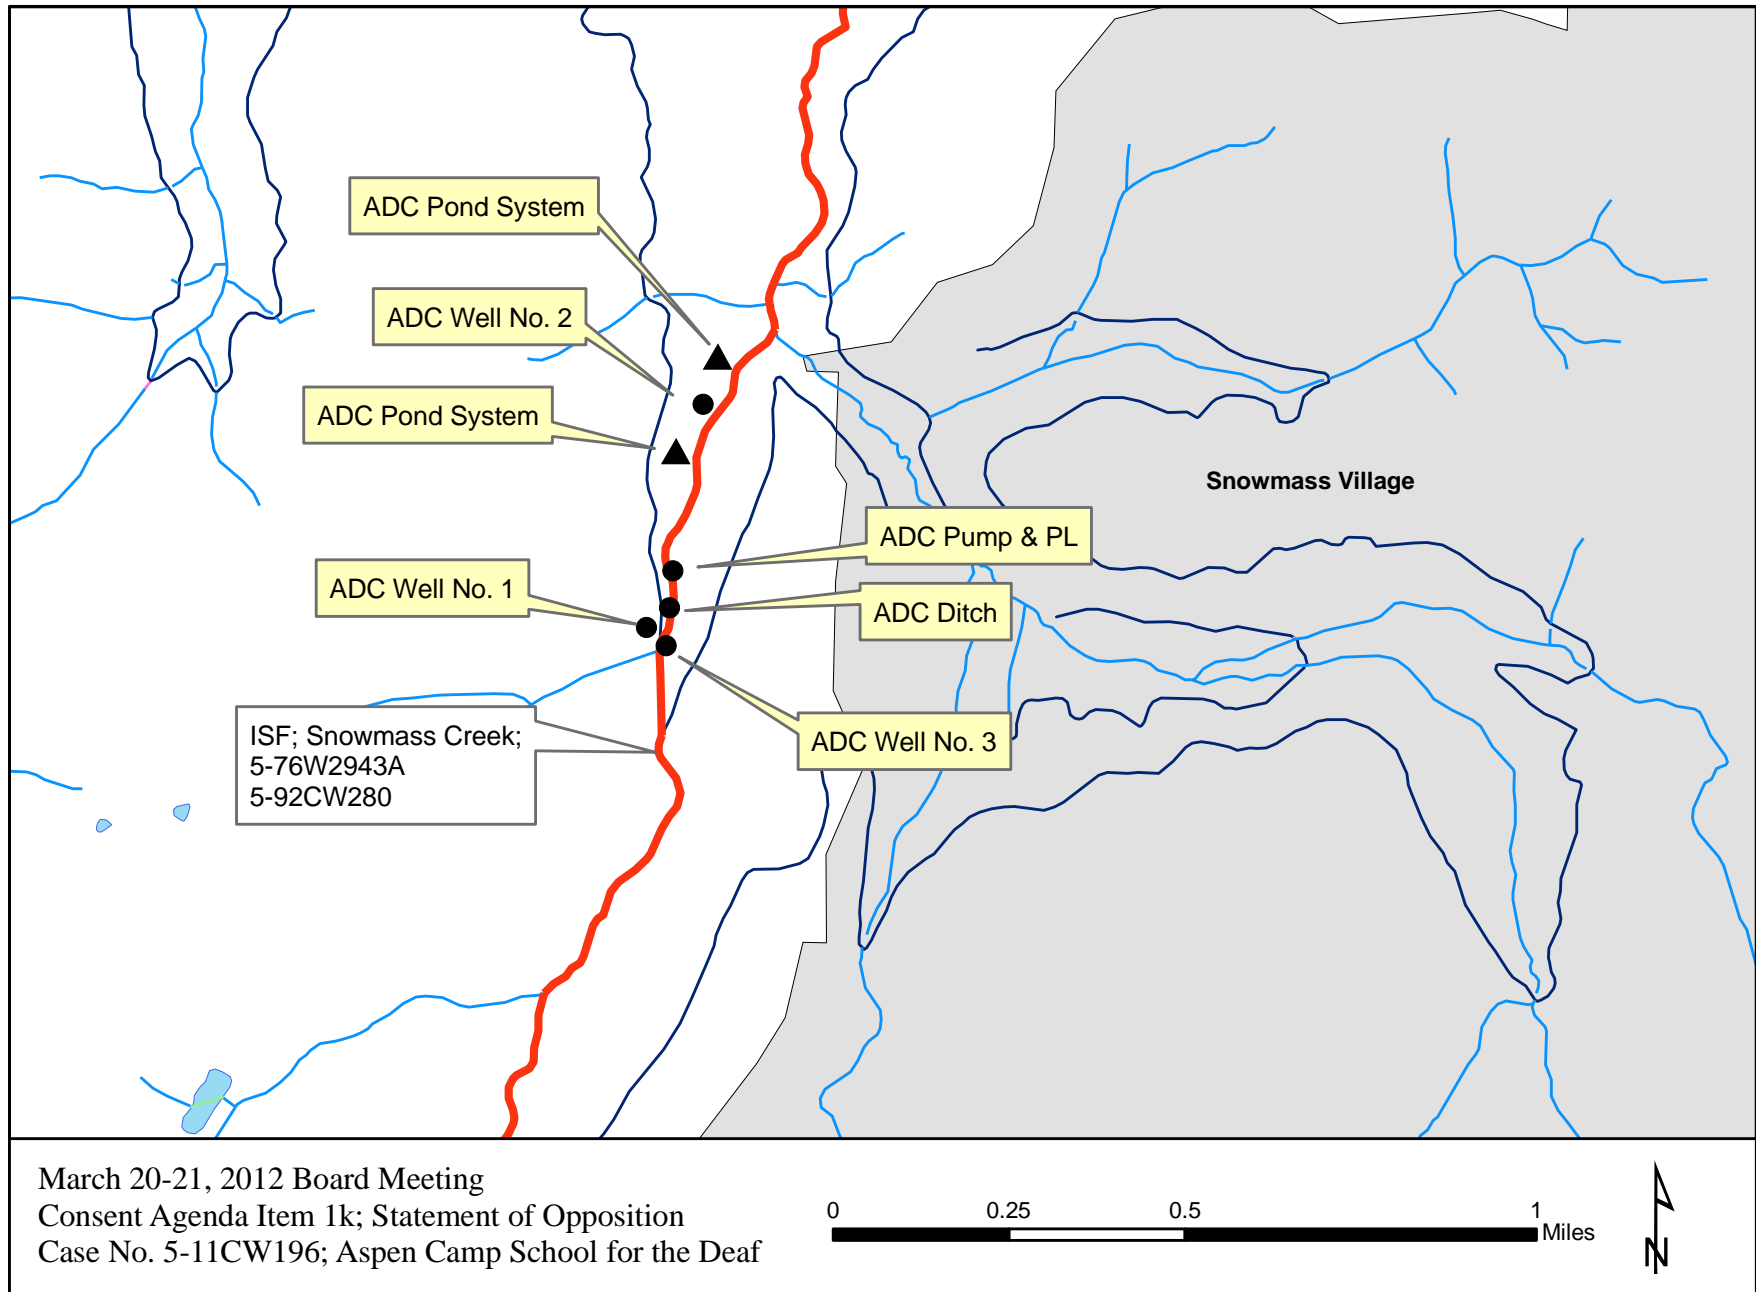 ADC Pond System
ADC Well No. 2
ADC Pond System
Snowmass Village
ADC Pump & PL
ADC Well No. 1
ADC Ditch
ADC Well No. 3
ISF; Snowmass Creek;
5-76W2943A
5-92CW280
March 20-21, 2012 Board Meeting
Consent Agenda Item 1k; Statement of Opposition
Case No. 5-11CW196; Aspen Camp School for the Deaf
0 0.25 0.5 1
Miles
N